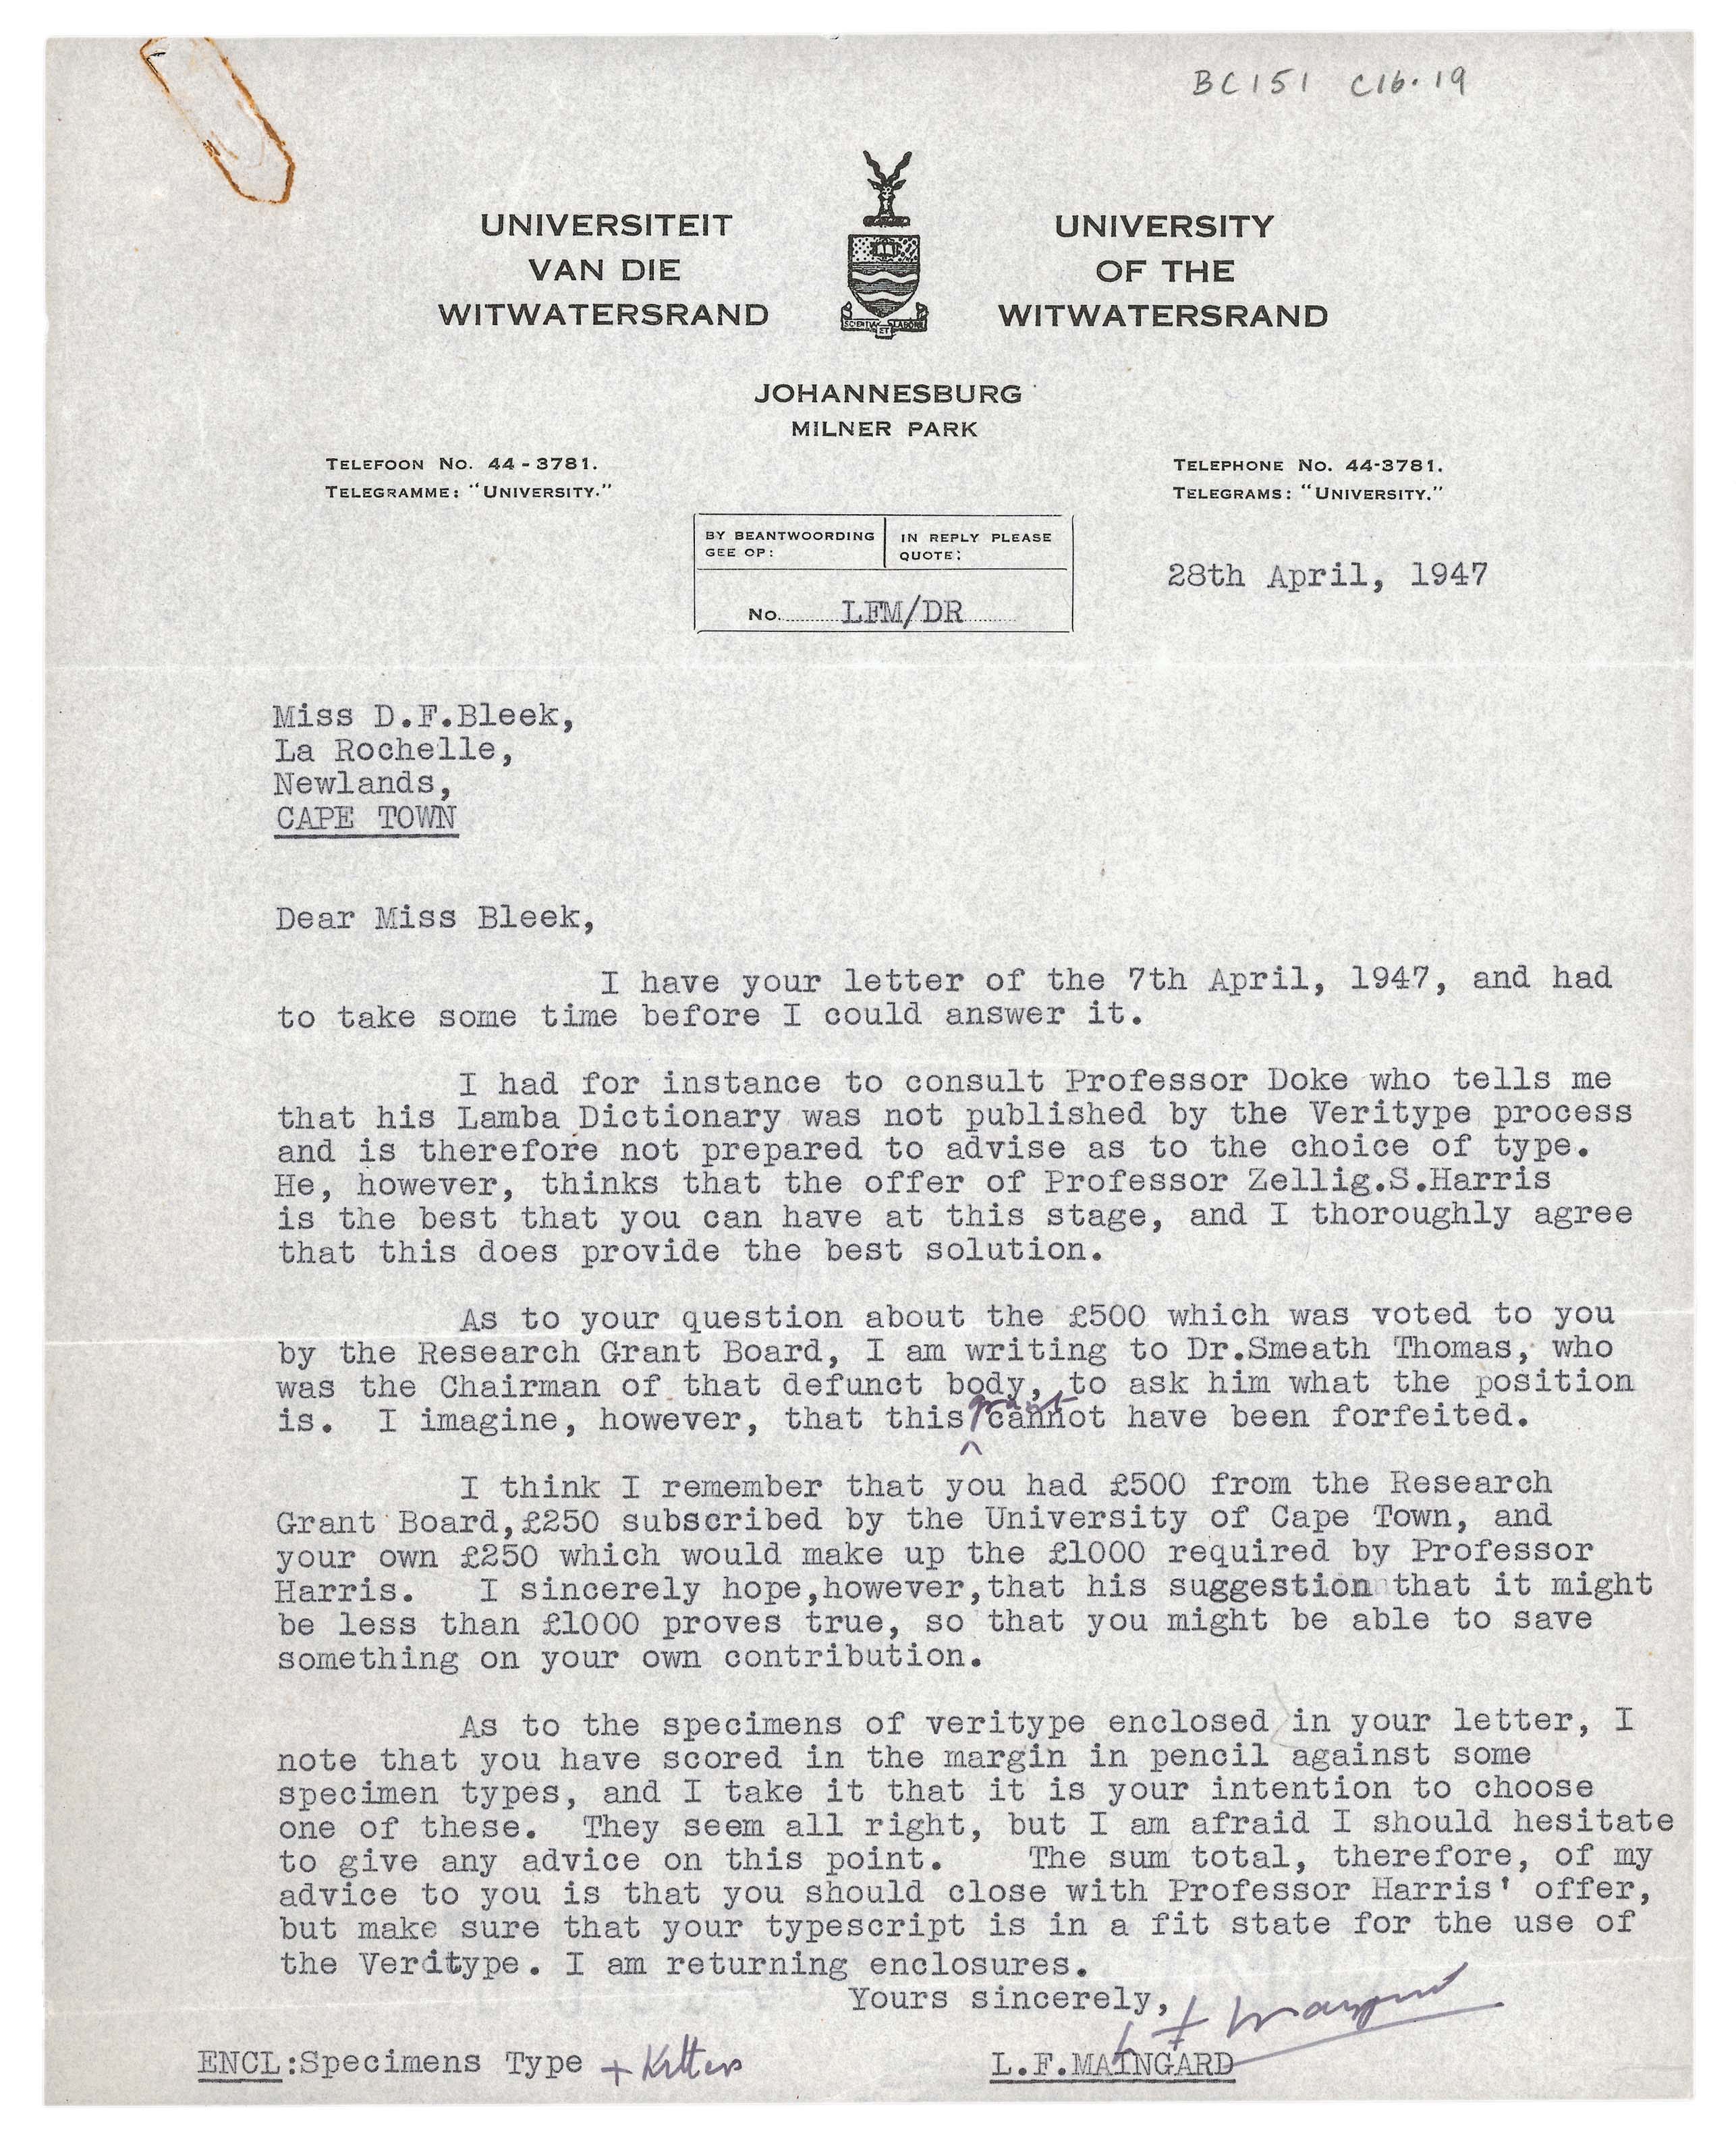 BC151 C16.19
UNIVERSITEIT
VAN DIE
WITWATERSRAND
UNIVERSITY
OF THE
WITWATERSRAND
SCIENTIA ET LABORE
JOHANNESBURG
MILNER PARK
TELEFOON No. 44-3781.
TELEGRAMME: "UNIVERSITY."
TELEPHONE No. 44-3781.
TELEGRAMS: "UNIVERSITY."
BY BEANTWOORDING
GEE OP:
IN REPLY PLEASE
QUOTE:
No. LFM/DR
28th April, 1947
Miss D.F.Bleek,
La Rochelle,
Newlands,
CAPE TOWN
Dear Miss Bleek,
I have your letter of the 7th April, 1947, and had
to take some time before I could answer it.
I had for instance to consult Professor Doke who tells me
that his Lamba Dictionary was not published by the Veritype process
and is therefore not prepared to advise as to the choice of type.
He, however, thinks that the offer of Professor Zellig.S.Harris
is the best that you can have at this stage, and I thoroughly agree
that this does provide the best solution.
As to your question about the £500 which was voted to you
by the Research Grant Board, I am writing to Dr.Smeath Thomas, who
was the Chairman of that defunct body, to ask him what the position
is. I imagine, however, that this grant cannot have been forfeited.
I think I remember that you had £500 from the Research
Grant Board,£250 subscribed by the University of Cape Town, and
your own £250 which would make up the £1000 required by Professor
Harris. I sincerely hope,however,that his suggestion that it might
be less than £1000 proves true, so that you might be able to save
something on your own contribution.
As to the specimens of veritype enclosed in your letter, I
note that you have scored in the margin in pencil against some
specimen types, and I take it that it is your intention to choose
one of these. They seem all right, but I am afraid I should hesitate
to give any advice on this point. The sum total, therefore, of my
advice to you is that you should close with Professor Harris' offer,
but make sure that your typescript is in a fit state for the use of
the Veritype. I am returning enclosures.
Yours sincerely,
L F Maingard
ENCL:Specimens Type + letters
L.F.MAINGARD